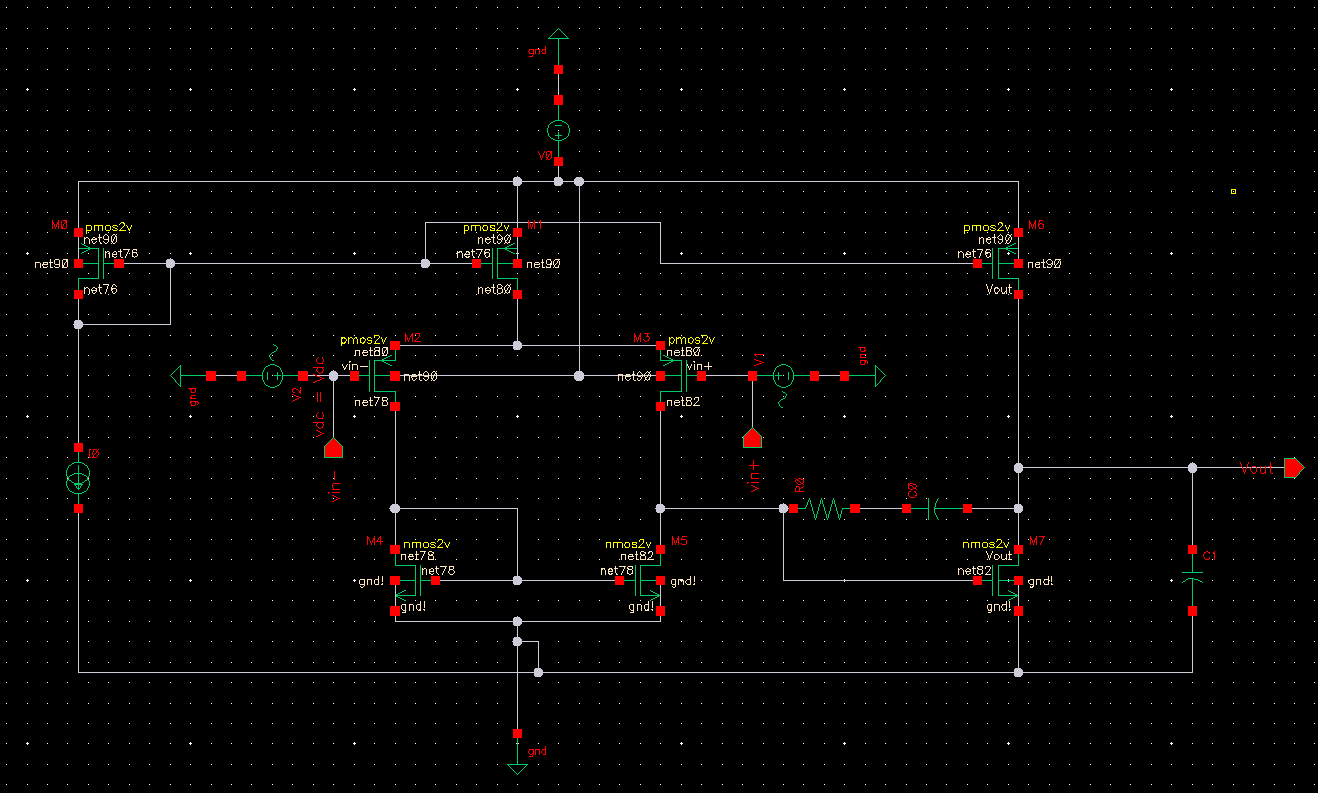 gnd
V0
M0
pmos2v
net90
net90
net76
net76
pmos2v
M1
net90
net76
net90
net80
pmos2v
M6
net90
net76
net90
Vout
pmos2v
M2
net80
vin-
net90
net78
M3
pmos2v
net80
net90
vin+
net82
V1
gnd
gnd
V2
vdc = vdc
vin-
vin+
I0
R0
C0
Vout
M4
nmos2v
net78
gnd!
net78
gnd!
nmos2v
M5
net82
net78
gnd!
gnd!
nmos2v
M7
Vout
net82
gnd!
gnd!
C1
gnd